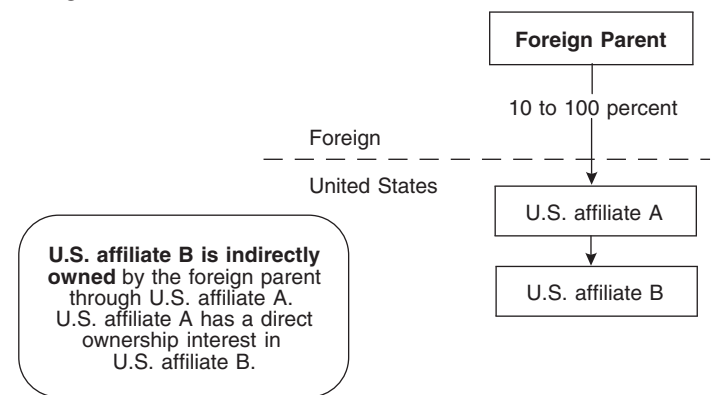 Foreign Parent
10 to 100 percent
Foreign
United States
U.S. affiliate A
U.S. affiliate B is indirectly
owned by the foreign parent
through U.S. affiliate A.
U.S. affiliate A has a direct
ownership interest in
U.S. affiliate B.
U.S. affiliate B